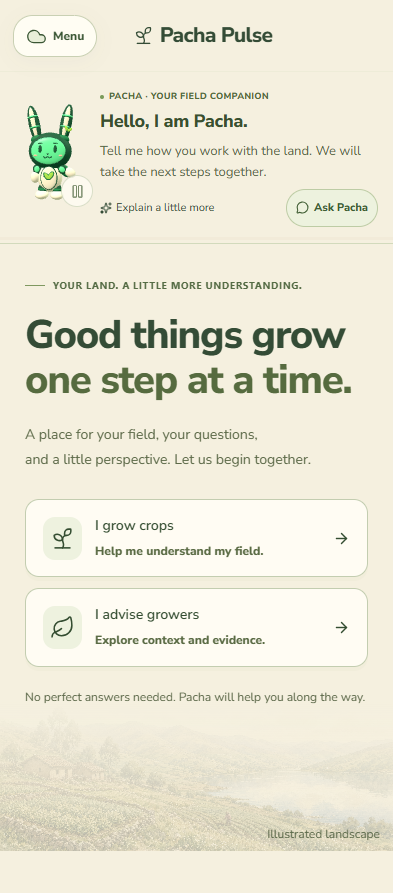 Menu
Pacha Pulse
PACHA · YOUR FIELD COMPANION
Hello, I am Pacha.
Tell me how you work with the land. We will
take the next steps together.
Explain a little more
Ask Pacha
YOUR LAND. A LITTLE MORE UNDERSTANDING.
Good things grow
one step at a time.
A place for your field, your questions,
and a little perspective. Let us begin together.
I grow crops
Help me understand my field.
I advise growers
Explore context and evidence.
No perfect answers needed. Pacha will help you along the way.
Illustrated landscape